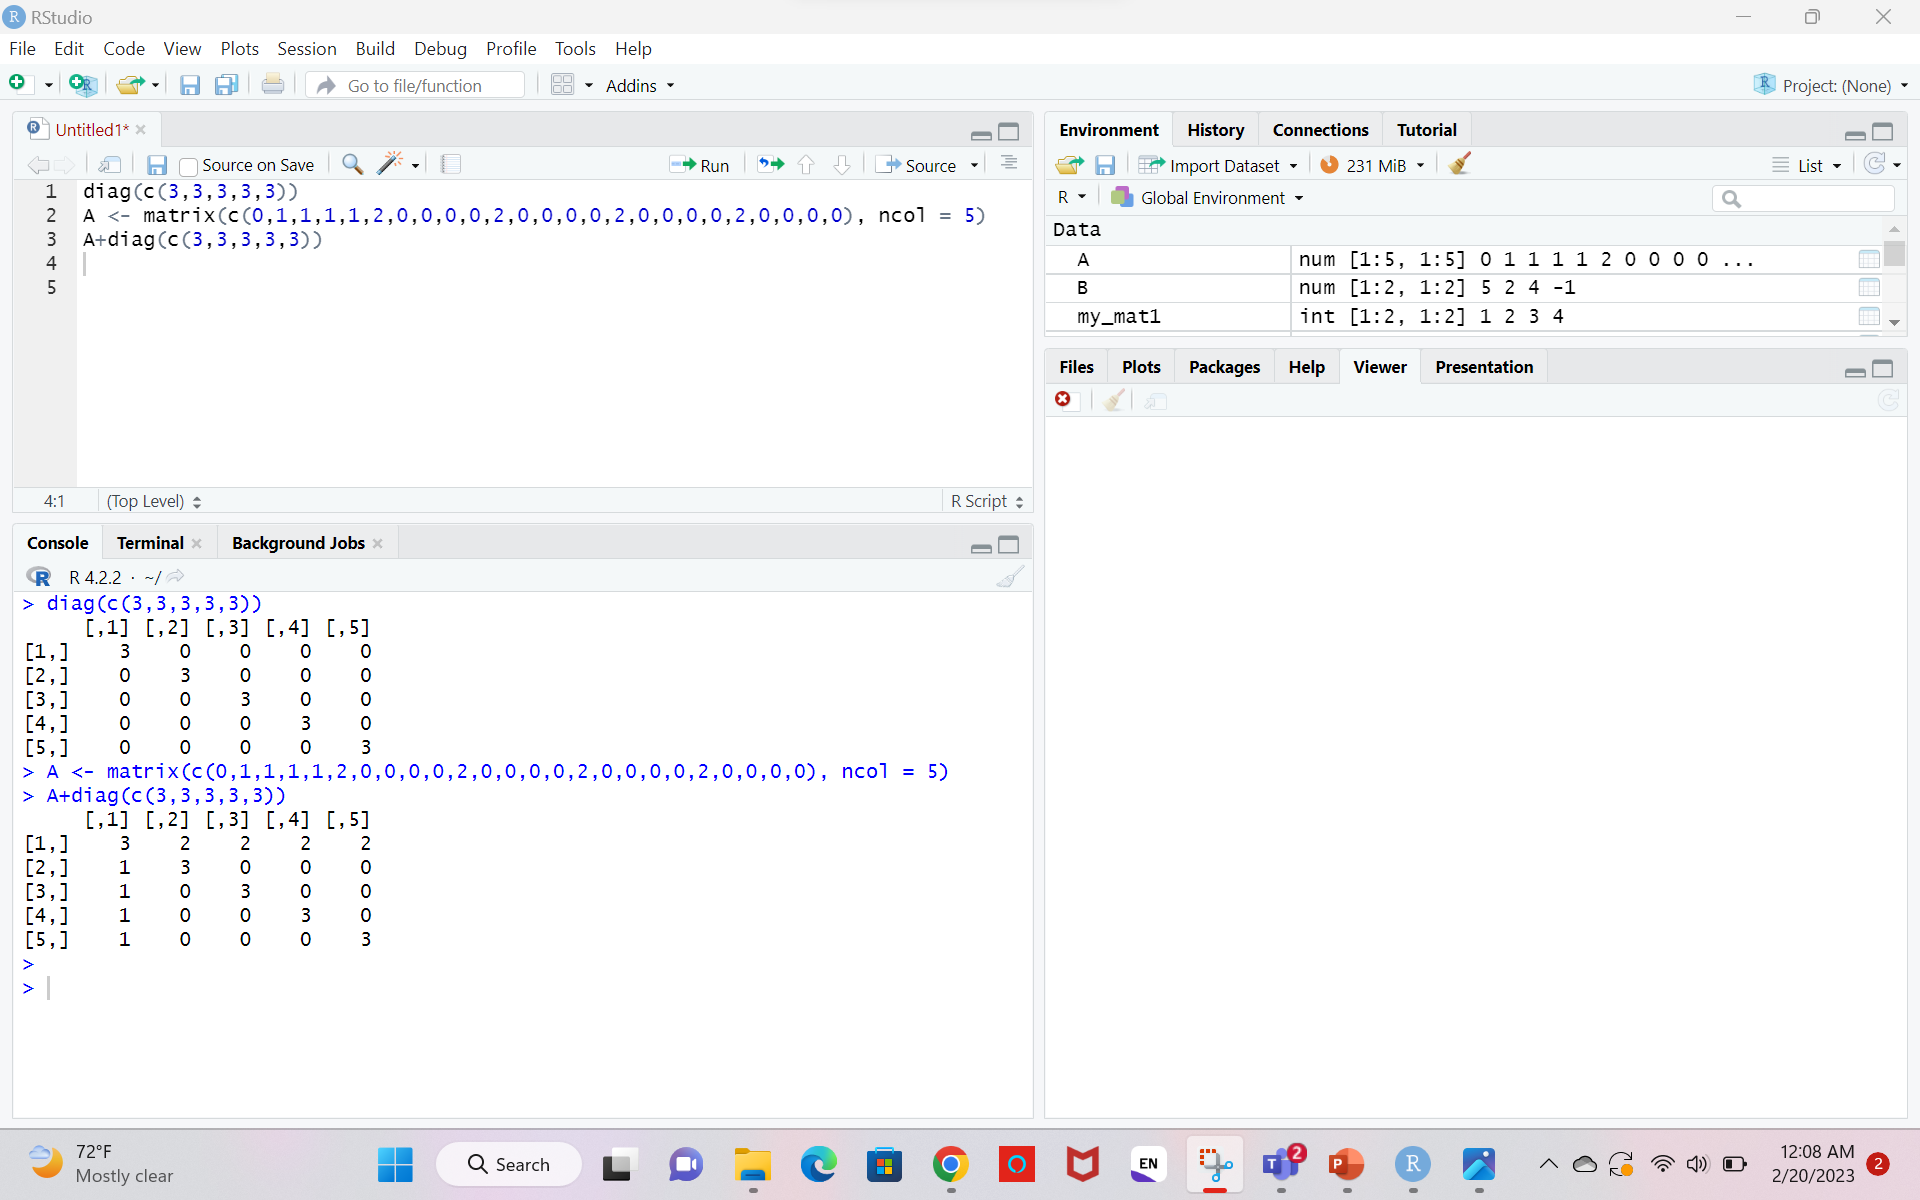 RStudio
File Edit Code View Plots Session Build Debug Profile Tools Help
Go to file/function Addins Project: (None)
Untitled1*
Source on Save Run Source
1 diag(c(3,3,3,3,3))
2 A <- matrix(c(0,1,1,1,1,2,0,0,0,0,2,0,0,0,0,2,0,0,0,0,2,0,0,0,0), ncol = 5)
3 A+diag(c(3,3,3,3,3))
4
5
4:1 (Top Level) R Script
Console Terminal Background Jobs
R R 4.2.2 · ~/
> diag(c(3,3,3,3,3))
[,1] [,2] [,3] [,4] [,5]
[1,] 3 0 0 0 0
[2,] 0 3 0 0 0
[3,] 0 0 3 0 0
[4,] 0 0 0 3 0
[5,] 0 0 0 0 3
> A <- matrix(c(0,1,1,1,1,2,0,0,0,0,2,0,0,0,0,2,0,0,0,0,2,0,0,0,0), ncol = 5)
> A+diag(c(3,3,3,3,3))
[,1] [,2] [,3] [,4] [,5]
[1,] 3 2 2 2 2
[2,] 1 3 0 0 0
[3,] 1 0 3 0 0
[4,] 1 0 0 3 0
[5,] 1 0 0 0 3
>
>
Environment History Connections Tutorial
Import Dataset 231 MiB List
R Global Environment
Data
A num [1:5, 1:5] 0 1 1 1 1 2 0 0 0 0 ...
B num [1:2, 1:2] 5 2 4 -1
my_mat1 int [1:2, 1:2] 1 2 3 4
Files Plots Packages Help Viewer Presentation
72°F
Mostly clear
Search
EN
T 2
P
R
12:08 AM
2/20/2023
2